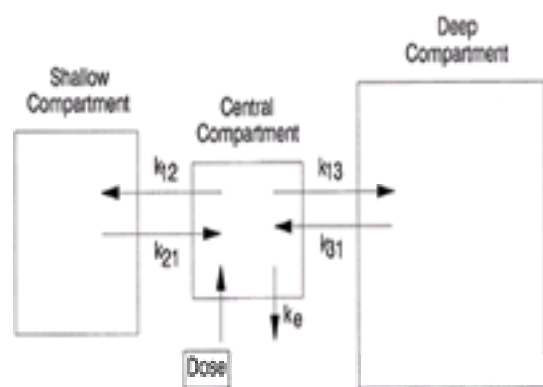 Deep
Compartment
Shallow
Compartment
Central
Compartment
k12
k13
k21
k31
ke
Dose